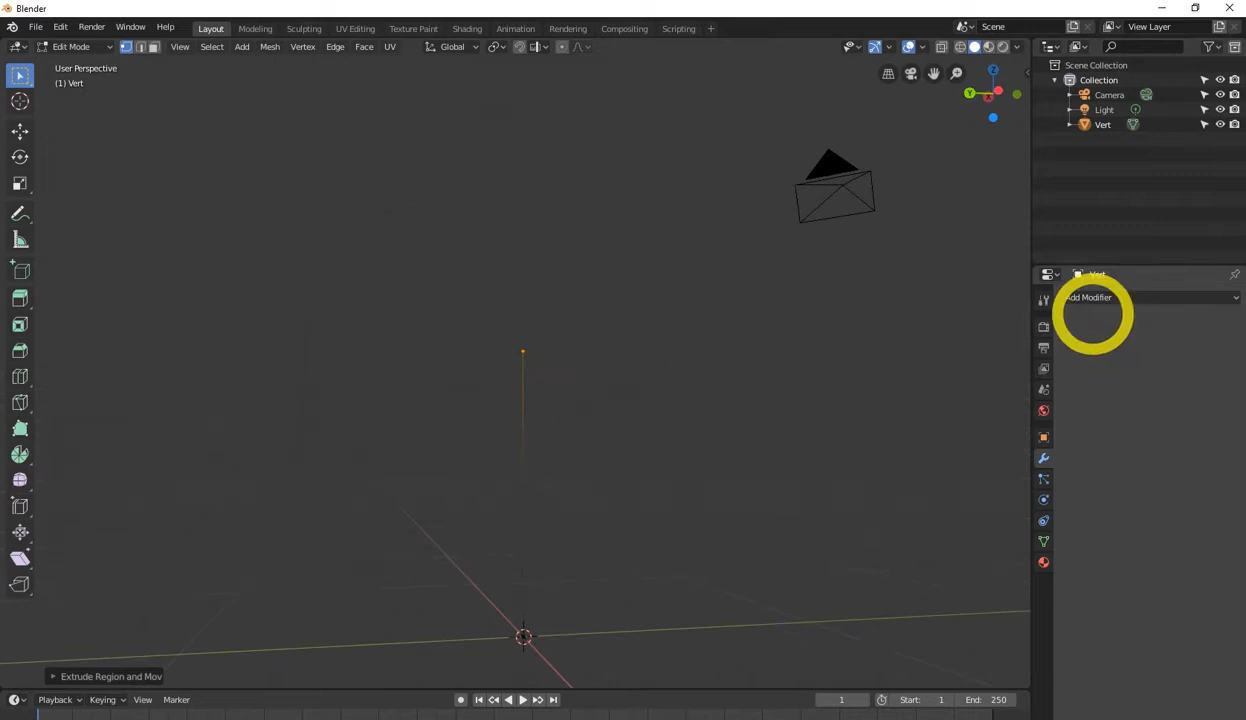 Blender
File Edit Render Window Help
Layout Modeling Sculpting UV Editing Texture Paint Shading Animation Rendering Compositing Scripting +
Scene
View Layer
Edit Mode
View Select Add Mesh Vertex Edge Face UV
Global
User Perspective
(1) Vert
Z
Y
X
Scene Collection
Collection
Camera
Light
Vert
Vert
Add Modifier
Extrude Region and Mov
Playback Keying View Marker
1
Start: 1
End: 250